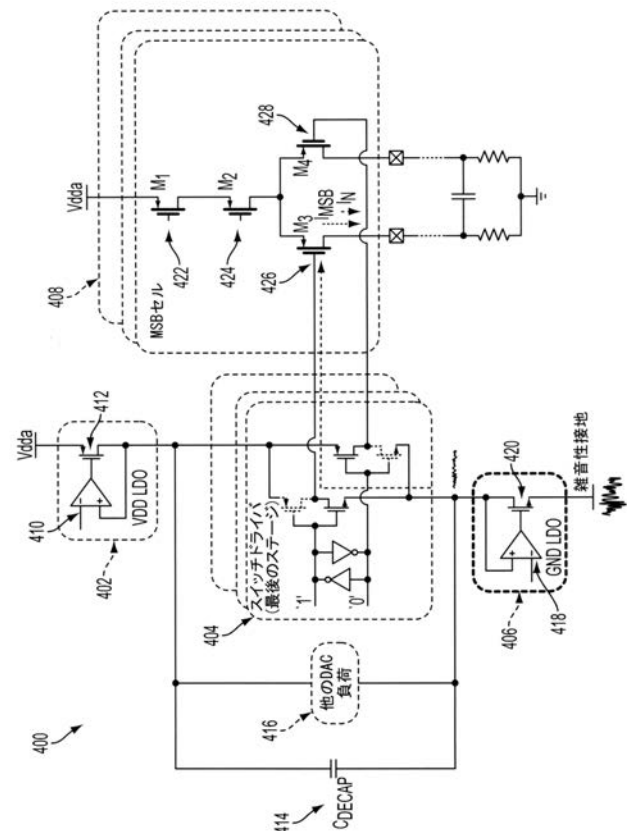 400
414
C_DECAP
416
他のDAC
負荷
Vdda
410
412
VDD LDO
402
404
スイッチドライバ
(最後のステージ)
'1'
'0'
406
418
GND LDO
420
雑音性接地
408
Vdda
MSBセル
M1
422
M2
424
M3
426
M4
428
IMSB
IN